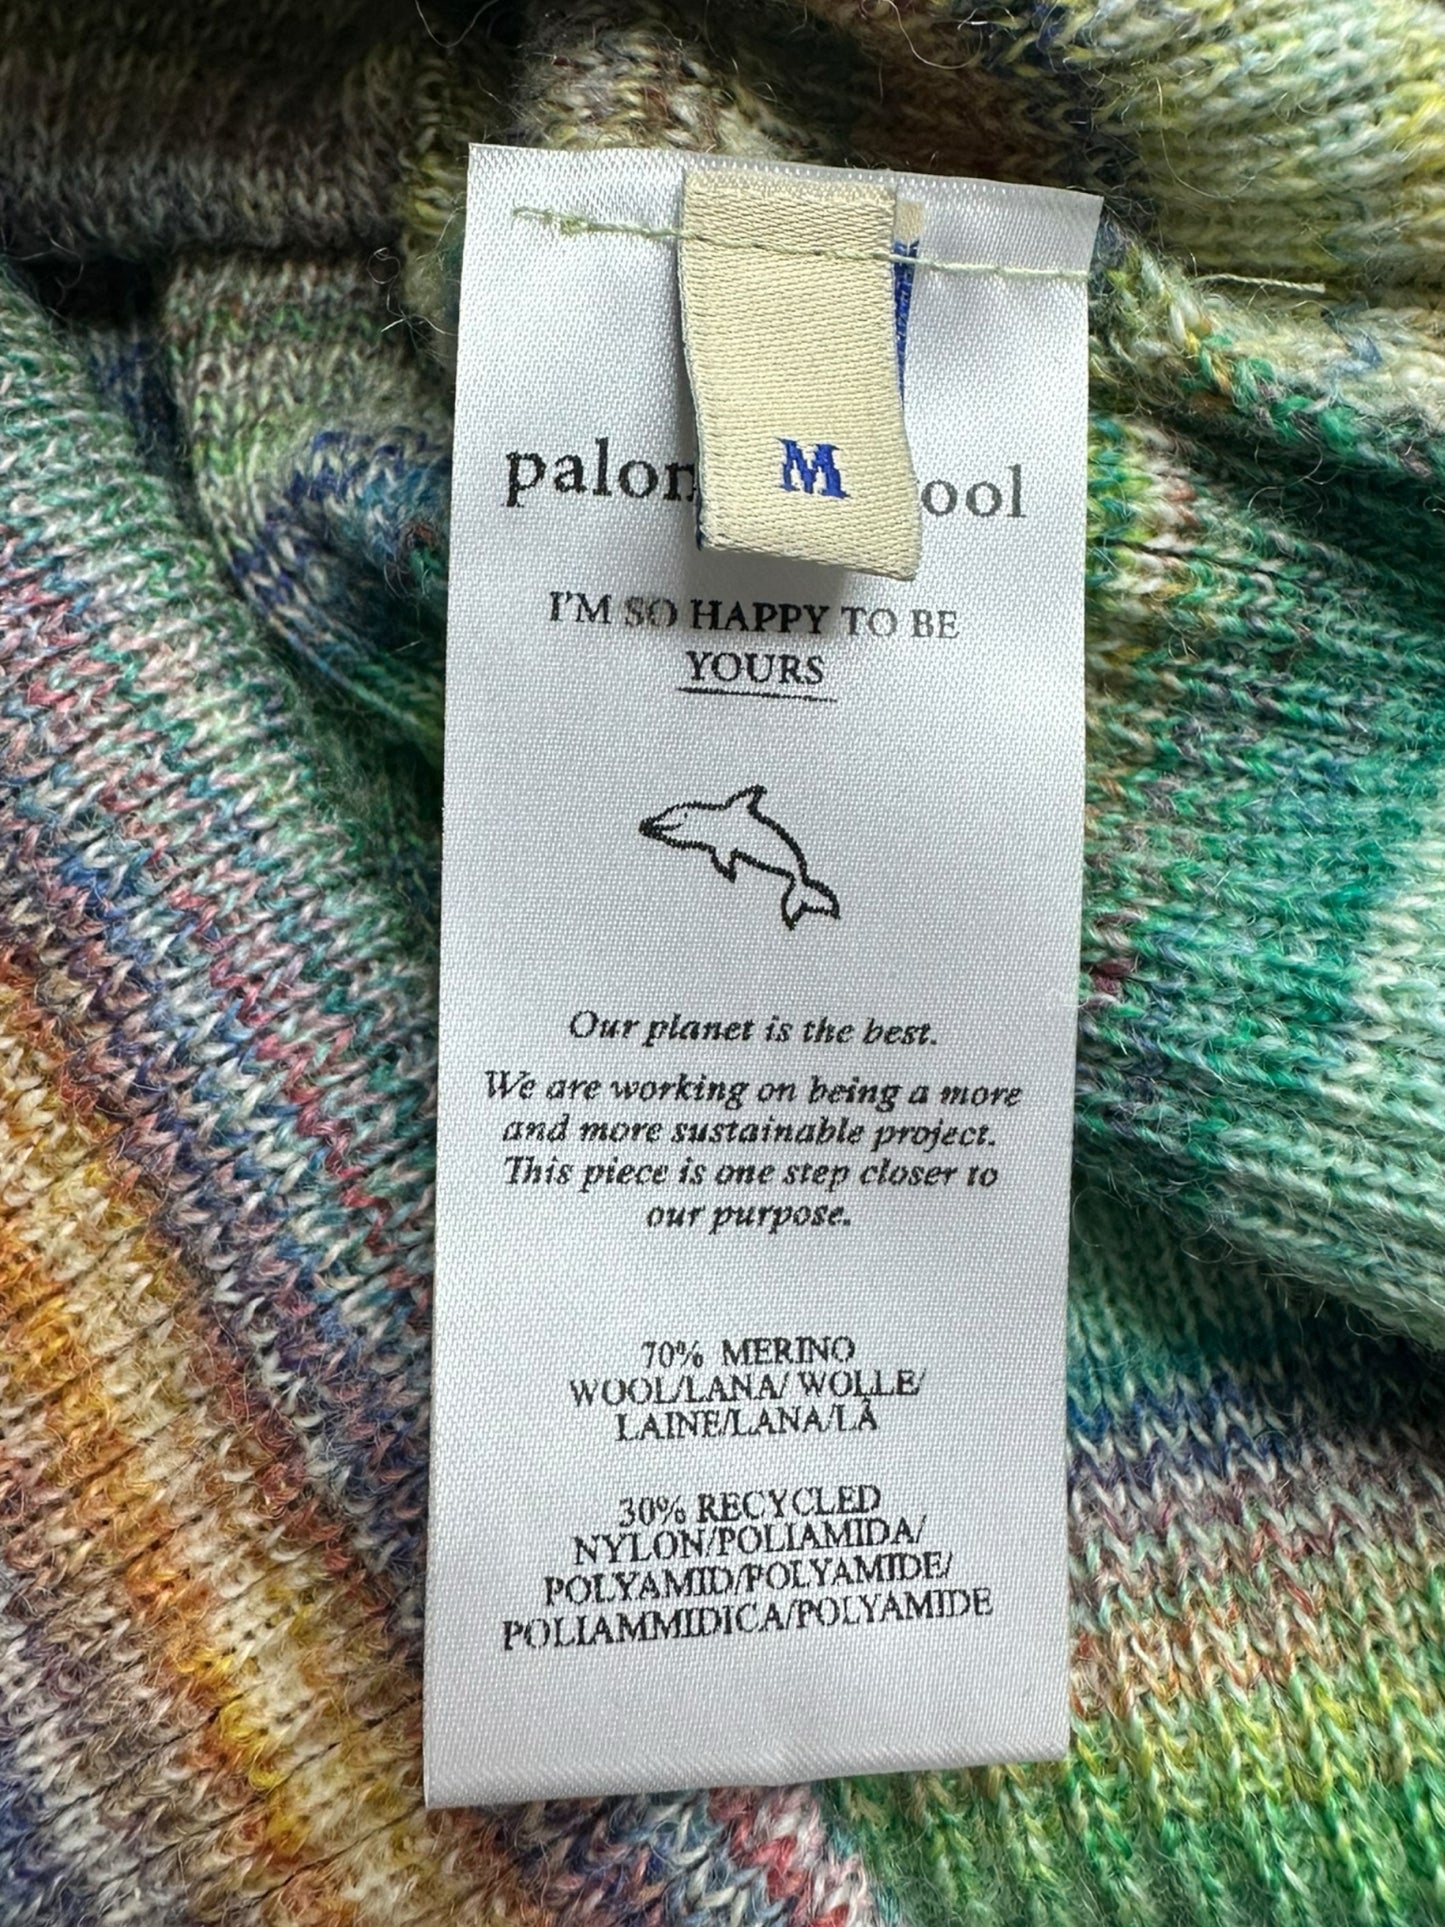 palom ool
M
I'M SO HAPPY TO BE
YOURS
Our planet is the best.
We are working on being a more
and more sustainable project.
This piece is one step closer to
our purpose.
70% MERINO
WOOL/LANA/ WOLLE/
LAINE/LANA/LÃ
30% RECYCLED
NYLON/POLIAMIDA/
POLYAMID/POLYAMIDE/
POLIAMMIDICA/POLYAMIDE